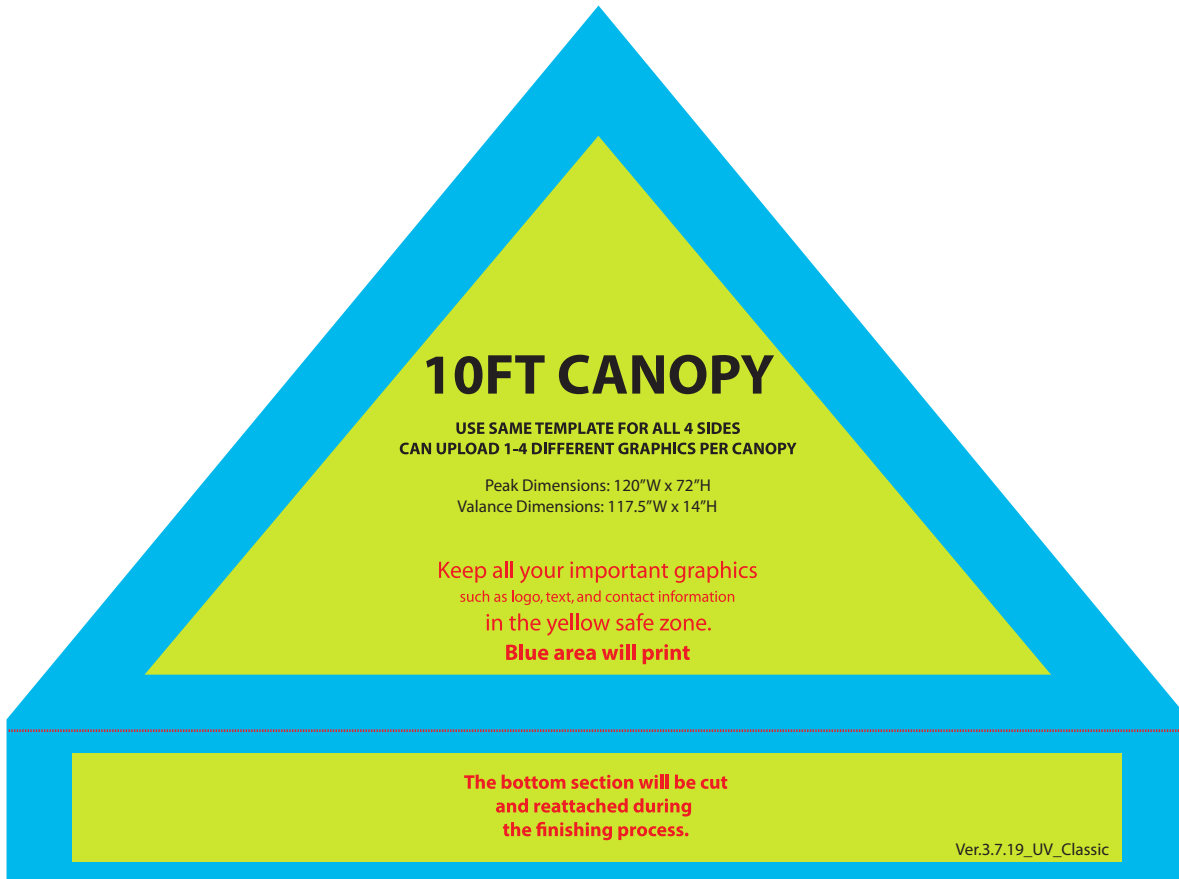 10FT CANOPY
USE SAME TEMPLATE FOR ALL 4 SIDES
CAN UPLOAD 1-4 DIFFERENT GRAPHICS PER CANOPY
Peak Dimensions: 120”W x 72”H
Valance Dimensions: 117.5”W x 14”H
Keep all your important graphics
such as logo, text, and contact information
in the yellow safe zone.
Blue area will print
The bottom section will be cut
and reattached during
the finishing process.
Ver.3.7.19_UV_Classic